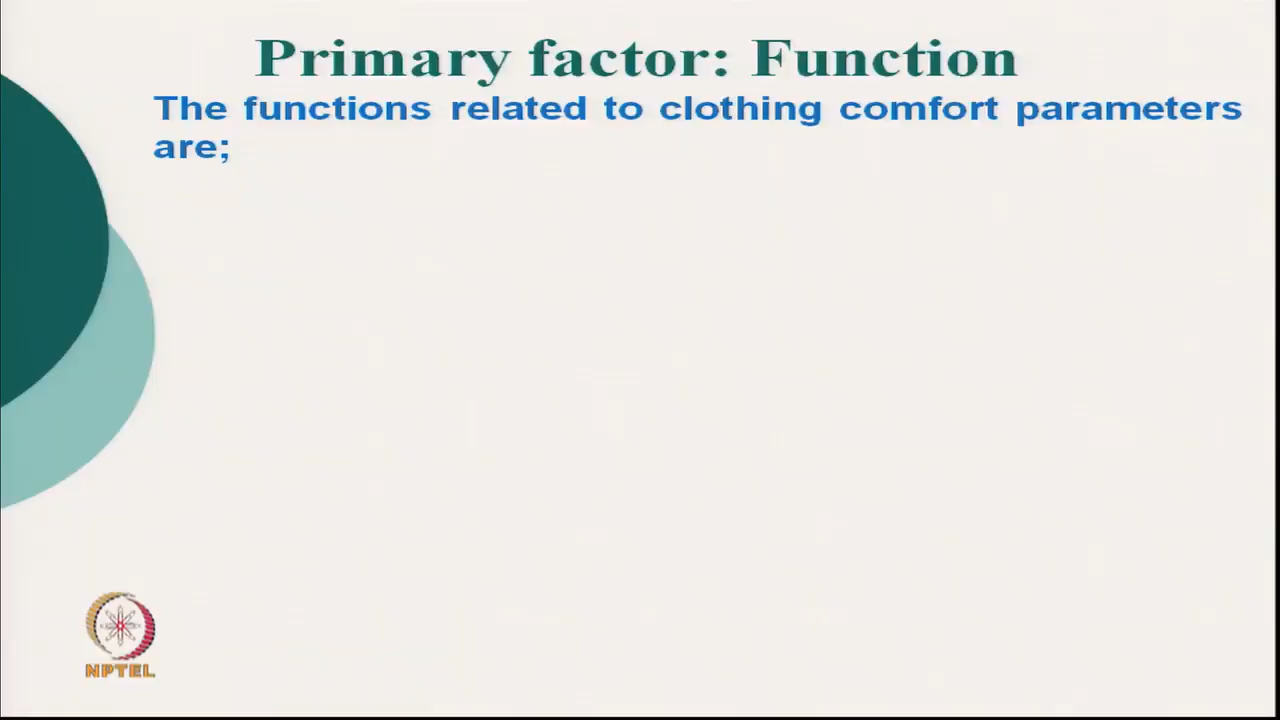 Primary factor: Function
The functions related to clothing comfort parameters
are;
NPTEL